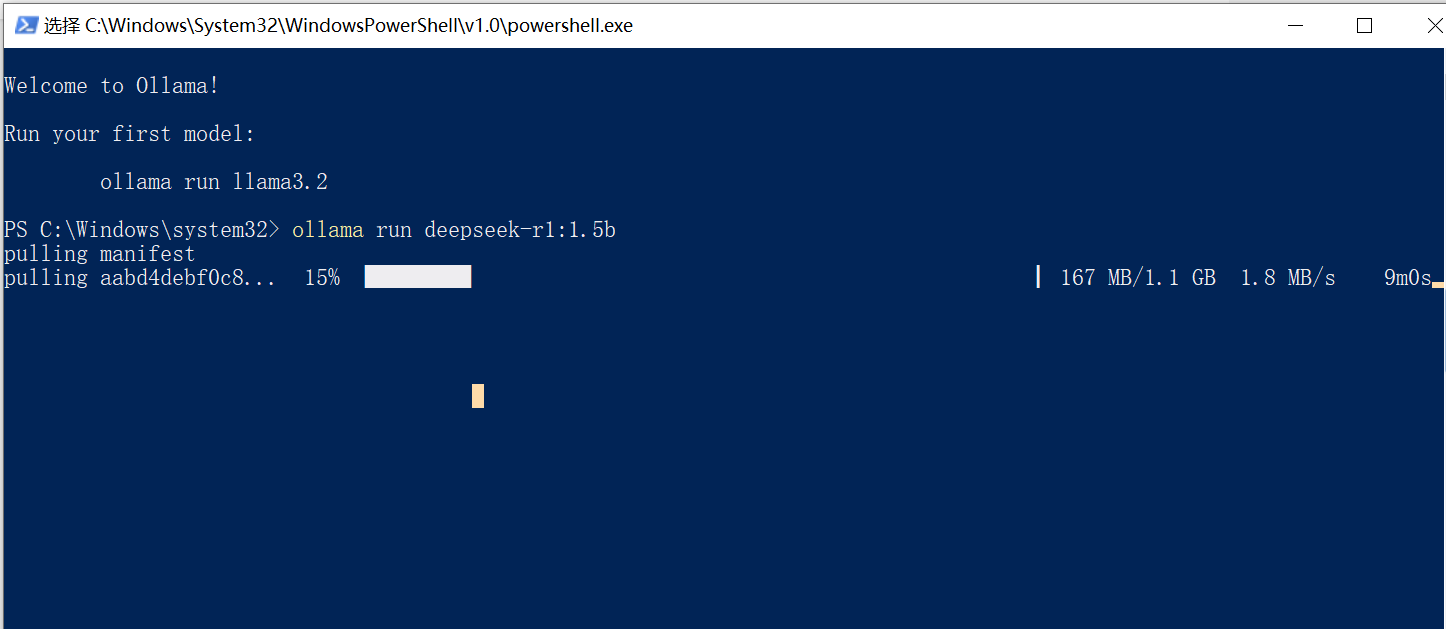 选择 C:\Windows\System32\WindowsPowerShell\v1.0\powershell.exe
Welcome to Ollama!
Run your first model:
ollama run llama3.2
PS C:\Windows\system32> ollama run deepseek-r1:1.5b
pulling manifest
pulling aabd4debf0c8... 15% 167 MB/1.1 GB 1.8 MB/s 9m0s